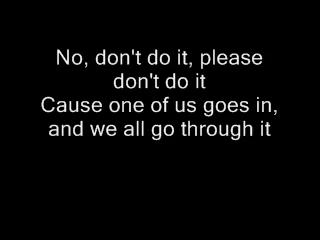 No, don't do it, please
don't do it
Cause one of us goes in,
and we all go through it